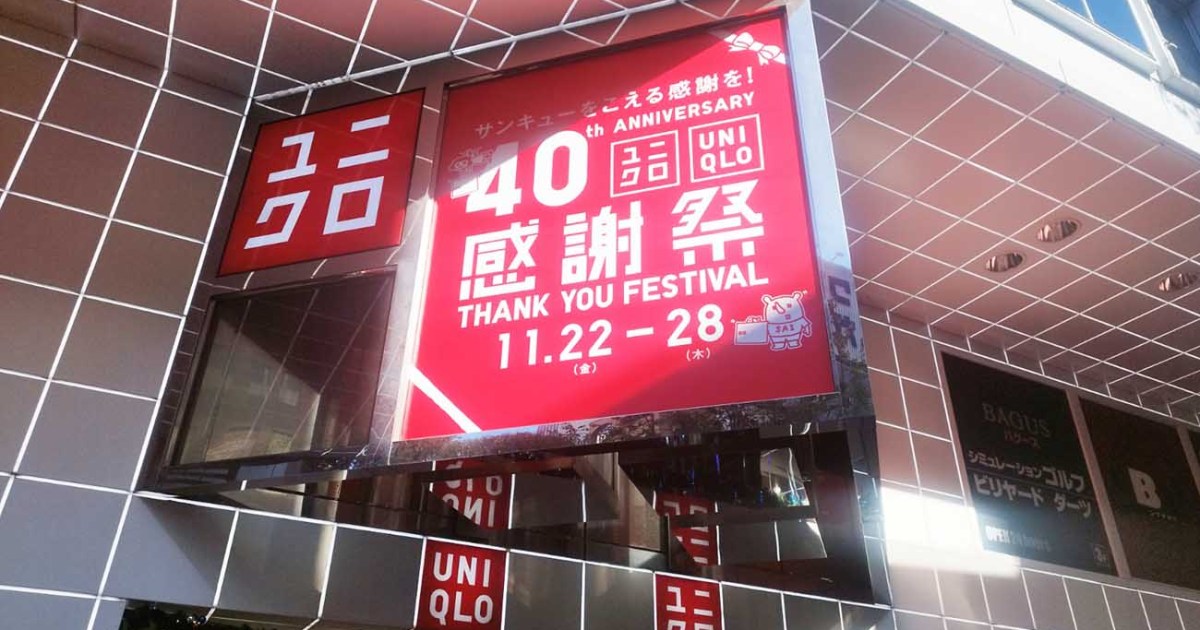 ユニ
クロ
サンキューをこえる感謝を!
40th ANNIVERSARY
ユニ
クロ
UNI
QLO
感謝祭
THANK YOU FESTIVAL
11.22 – 28
(金)
(木)
UNI
QLO
ユニ
BAGUS
バグース
シミュレーションゴルフ
ビリヤード ダーツ
B